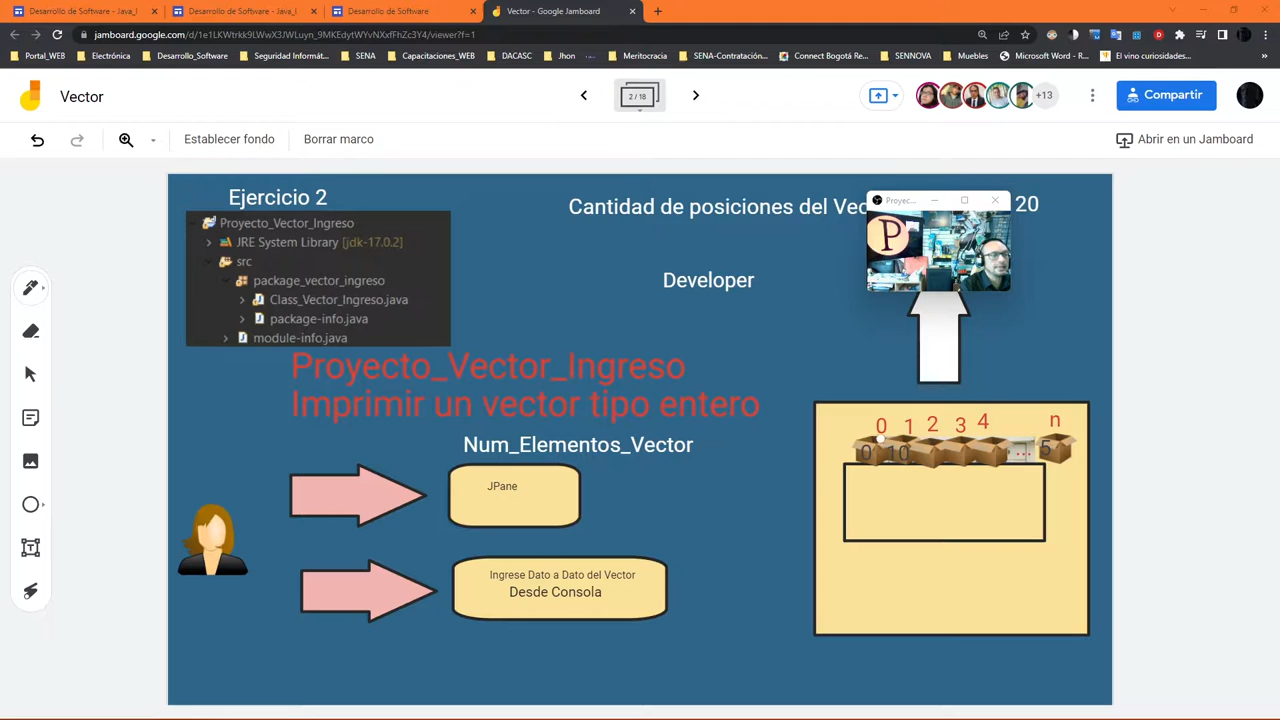 Desarrollo de Software - Java_I
Desarrollo de Software - Java_I
Desarrollo de Software
Vector - Google Jamboard
jamboard.google.com/d/1e1LKWtrkk9LWwX3JWLuyn_9MKEdytWYvNXxfFhZc3Y4/viewer?f=1
Portal_WEB
Electrónica
Desarrollo_Software
Seguridad Informát...
SENA
Capacitaciones_WEB
DACASC
Jhon
Meritocracia
SENA-Contratación...
Connect Bogotá Re...
SENNOVA
Muebles
Microsoft Word - R...
El vino curiosidades...
Vector
2 / 18
+13
Compartir
Establecer fondo
Borrar marco
Abrir en un Jamboard
Ejercicio 2
Cantidad de posiciones del Vec
20
Proyec...
P
Proyecto_Vector_Ingreso
JRE System Library [jdk-17.0.2]
src
package_vector_ingreso
Class_Vector_Ingreso.java
package-info.java
module-info.java
Developer
Proyecto_Vector_Ingreso
Imprimir un vector tipo entero
Num_Elementos_Vector
0 1 2 3 4 n
0 10 ... 5
JPane
Ingrese Dato a Dato del Vector
Desde Consola